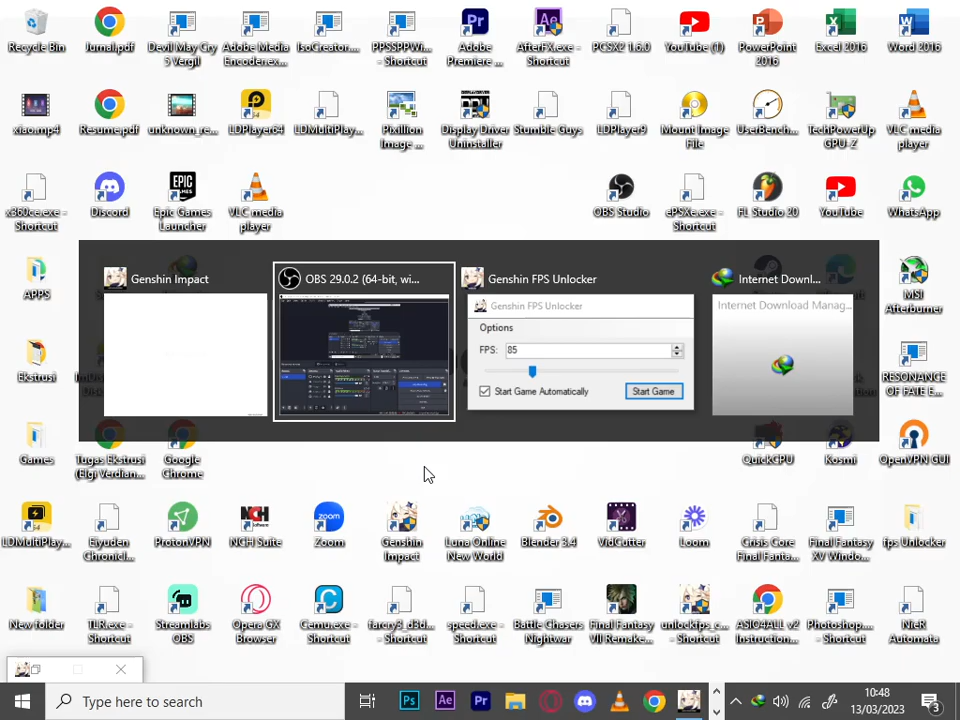 Recycle Bin
Jurnal.pdf
Devil May Cry 5 Vergil
Adobe Media Encoder.ex...
IsoCreator....
PPSSPPWi... - Shortcut
Adobe Premiere ...
AfterFX.exe - Shortcut
PCSX2 1.6.0
YouTube (1)
PowerPoint 2016
Excel 2016
Word 2016
xiao.mp4
Resume.pdf
unknown_re...
LDPlayer64
LDMultiPlay...
Pixillion Image ...
Display Driver Uninstaller
Stumble Guys
LDPlayer9
Mount Image File
UserBench...
TechPowerUp GPU-Z
VLC media player
x360ce.exe - Shortcut
Discord
Epic Games Launcher
VLC media player
OBS Studio
ePSXe.exe - Shortcut
FL Studio 20
YouTube
WhatsApp
Genshin Impact
OBS 29.0.2 (64-bit, wi...
Genshin FPS Unlocker
Internet Downl...
Genshin FPS Unlocker
Options
FPS:
85
Start Game Automatically
Start Game
Internet Download Manag...
APPS
MSI Afterburner
Ekstrusi
RESONANCE OF FATE E...
Games
Tugas Ekstrusi (Elgi Verdian...
Google Chrome
QuickCPU
Kosmi
OpenVPN GUI
LDMultiPlay...
Eiyuden Chronicl...
ProtonVPN
NCH Suite
Zoom
Genshin Impact
Luna Online New World
Blender 3.4
VidCutter
Loom
Crisis Core Final Fanta...
Final Fantasy XV Windo...
fps Unlocker
New folder
TLR.exe - Shortcut
Streamlabs OBS
Opera GX Browser
Cemu.exe - Shortcut
farcry3_d3d... - Shortcut
speed.exe - Shortcut
Battle Chasers Nightwar
Final Fantasy VII Remake...
unlockfps_c... - Shortcut
ASIO4ALL v2 Instruction...
Photoshop.... - Shortcut
NieR Automata
Type here to search
10:48
13/03/2023
3